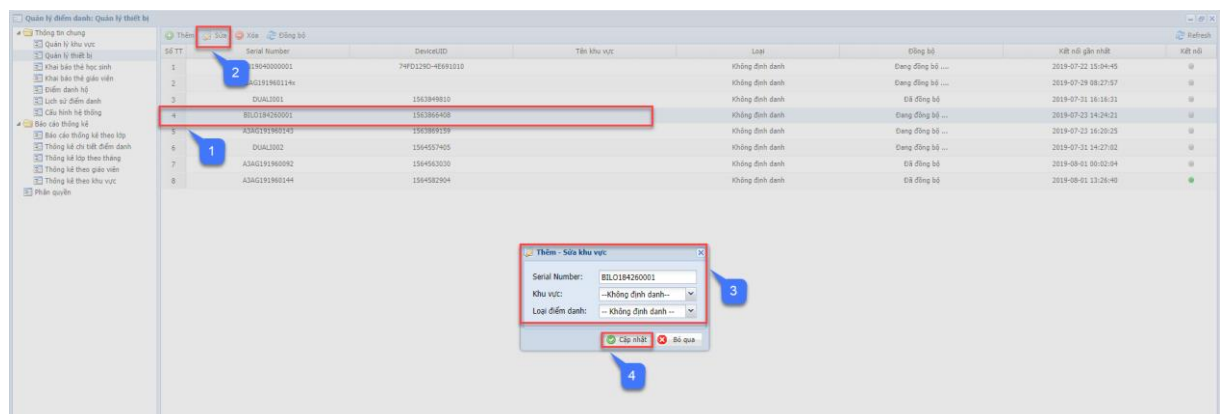 Quản lý điểm danh: Quản lý thiết bị
Thông tin chung
Quản lý khu vực
Quản lý thiết bị
Khai báo thẻ học sinh
Khai báo thẻ giáo viên
Điểm danh hộ
Lịch sử điểm danh
Cấu hình hệ thống
Báo cáo thống kê
Báo cáo thống kê theo lớp
Thống kê chi tiết điểm danh
Thống kê lớp theo tháng
Thống kê theo giáo viên
Thống kê theo khu vực
Phân quyền
Thêm Sửa Xóa Đồng bộ Refresh
Số TT Serial Number DeviceUID Tên khu vực Loại Đồng bộ Kết nối gần nhất Kết nối
1 19040000001 74FD129D-4E691010 Không định danh Đang đồng bộ .... 2019-07-22 15:04:45
2 AG191960114s Không định danh Đang đồng bộ .... 2019-07-29 08:27:57
3 DUALI001 1563849810 Không định danh Đã đồng bộ 2019-07-31 16:16:31
4 BILO184260001 1563866408 Không định danh Đang đồng bộ ... 2019-07-23 14:24:21
5 A3AG191960143 1563869159 Không định danh Đang đồng bộ ... 2019-07-23 16:20:25
6 DUALI002 1564557405 Không định danh Đang đồng bộ ... 2019-07-31 14:27:02
7 A3AG191960092 1564563030 Không định danh Đã đồng bộ 2019-08-01 00:02:04
8 A3AG191960144 1564582904 Không định danh Đã đồng bộ 2019-08-01 13:26:40
2
1
Thêm - Sửa khu vực
Serial Number: BILO184260001
Khu vực: --Không định danh--
Loại điểm danh: -- Không định danh --
Cập nhật Bỏ qua
3
4